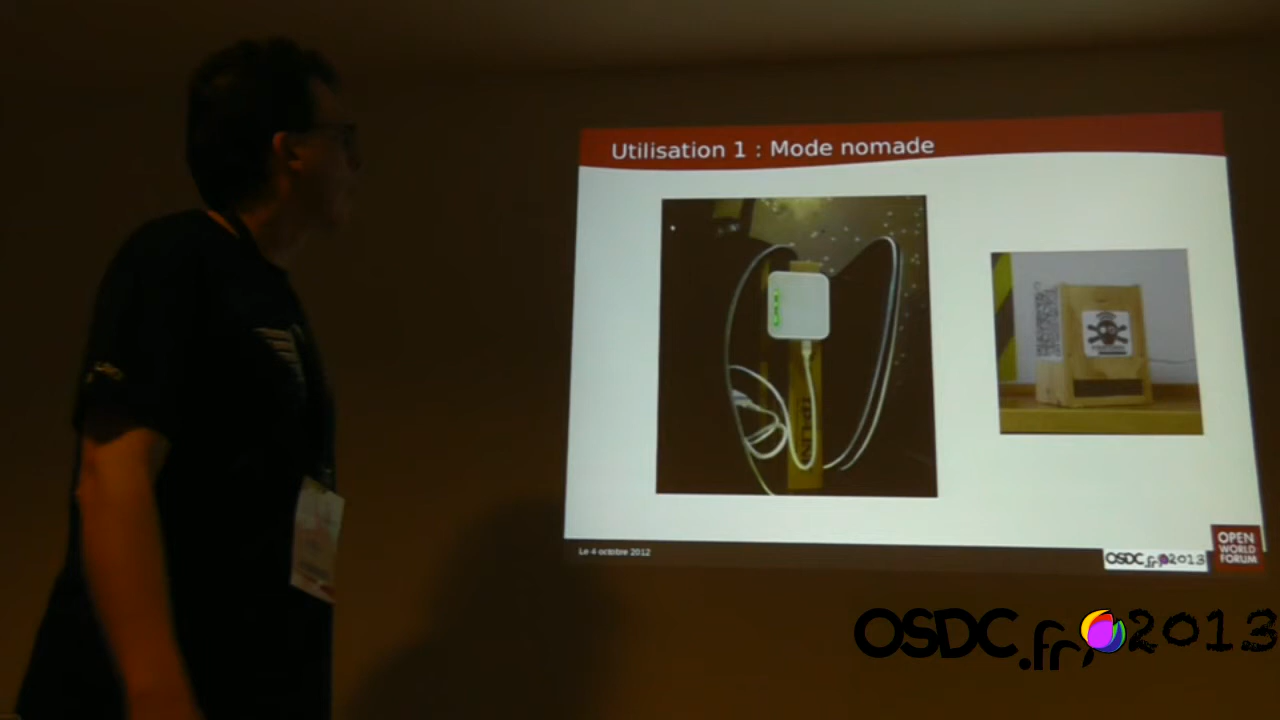 Utilisation 1 : Mode nomade
TP-LINK
Le 4 octobre 2012
OSDC.fr 2013
OPEN
WORLD
FORUM
OSDC.fr 2013